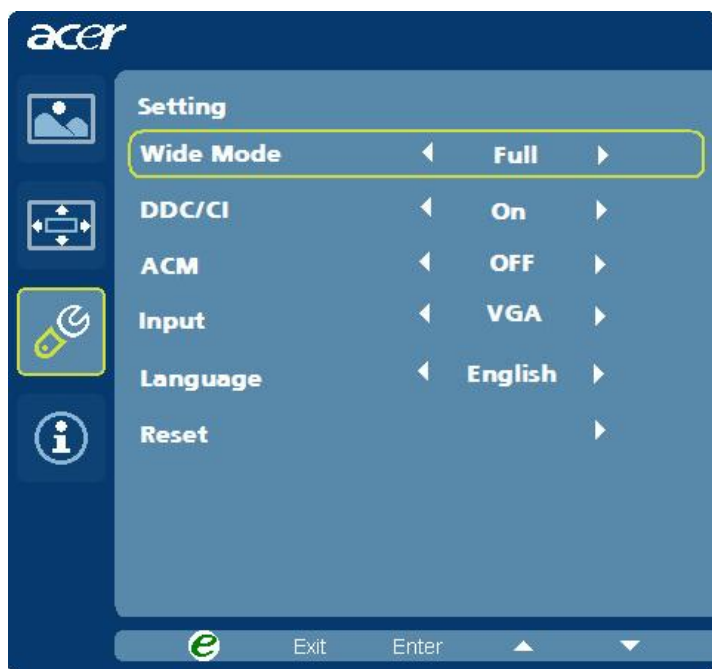 acer
Setting
Wide Mode Full
DDC/CI On
ACM OFF
Input VGA
Language English
Reset
e Exit Enter